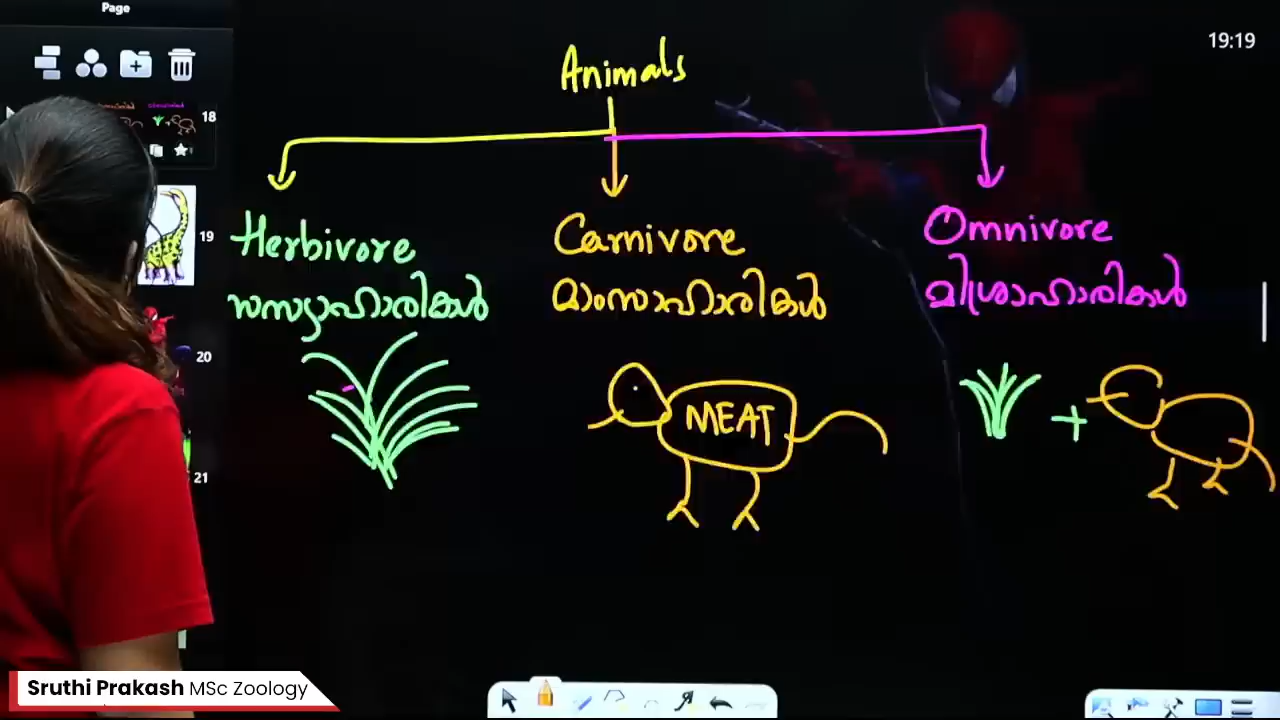 Page
19:19
Animals
18
19
Herbivore
Carnivore
Omnivore
സസ്യാഹാരികൾ
മാംസാഹാരികൾ
മിശ്രാഹാരികൾ
20
MEAT
+
21
Sruthi Prakash MSc Zoology